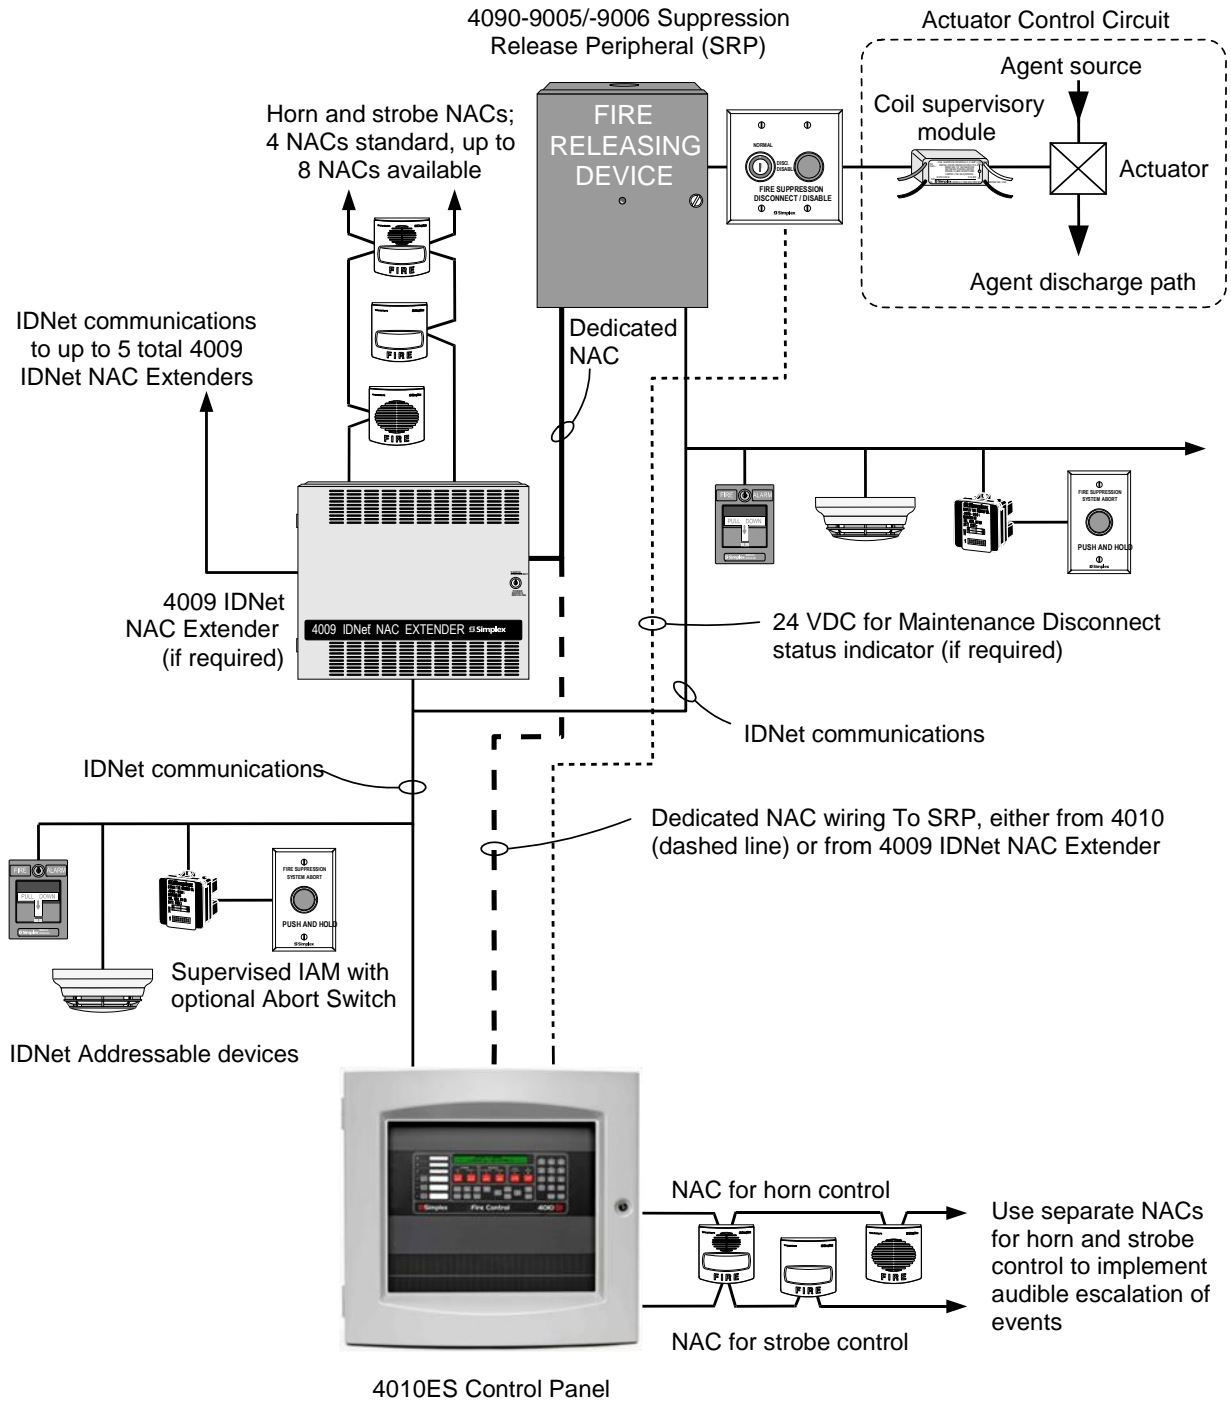 4090-9005/-9006 Suppression
Release Peripheral (SRP)
Actuator Control Circuit
Agent source
Coil supervisory
module
Actuator
Agent discharge path
Horn and strobe NACs;
4 NACs standard, up to
8 NACs available
FIRE
RELEASING
DEVICE
NORMAL
DISC/
DISABLE
FIRE SUPPRESSION
DISCONNECT / DISABLE
Simplex
FIRE
FIRE
FIRE
IDNet communications
to up to 5 total 4009
IDNet NAC Extenders
Dedicated
NAC
FIRE ALARM
PULL DOWN
FIRE SUPPRESSION
SYSTEM ABORT
PUSH AND HOLD
Simplex
4009 IDNet
NAC Extender
(if required)
4009 IDNet NAC EXTENDER Simplex
24 VDC for Maintenance Disconnect
status indicator (if required)
IDNet communications
IDNet communications
Dedicated NAC wiring To SRP, either from 4010
(dashed line) or from 4009 IDNet NAC Extender
FIRE ALARM
PULL DOWN
FIRE SUPPRESSION
SYSTEM ABORT
PUSH AND HOLD
Simplex
Supervised IAM with
optional Abort Switch
IDNet Addressable devices
Simplex Fire Control 4010
NAC for horn control
FIRE
FIRE
FIRE
NAC for strobe control
Use separate NACs
for horn and strobe
control to implement
audible escalation of
events
4010ES Control Panel